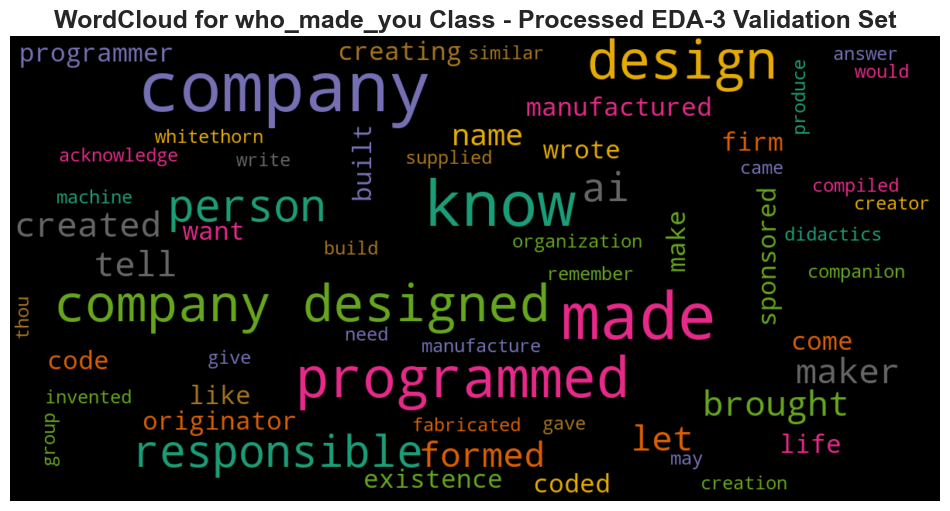 WordCloud for who_made_you Class - Processed EDA-3 Validation Set
programmer
creating
similar
design
answer
would
company
manufactured
produce
whitethorn
name
wrote
firm
acknowledge
write
built
supplied
came
machine
person
know
ai
compiled
creator
created
want
make
sponsored
didactics
tell
build
organization
remember
companion
thou
company designed
made
need
manufacture
come
code
give
programmed
maker
invented
like
brought
group
originator
fabricated
gave
let
life
responsible
formed
may
existence
coded
creation